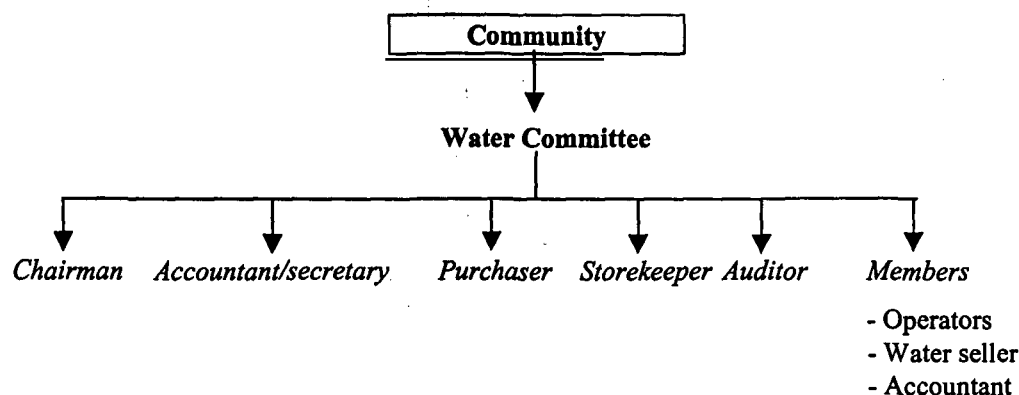 Community
Water Committee
Chairman Accountant/secretary Purchaser Storekeeper Auditor Members
- Operators
- Water seller
- Accountant